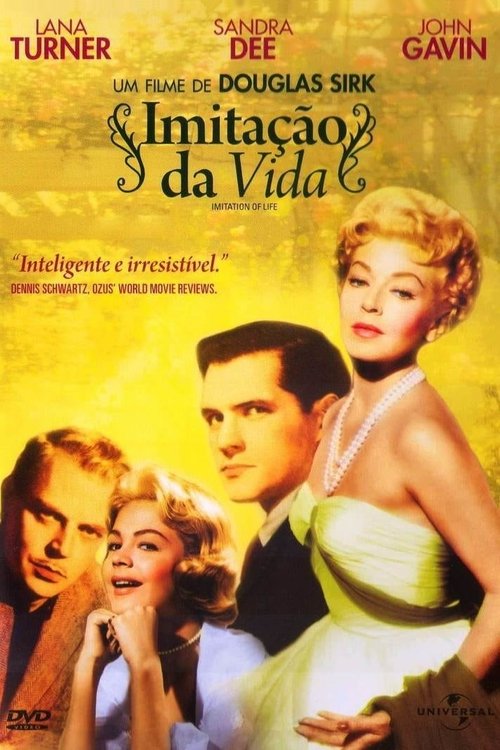 LANA
TURNER
SANDRA
DEE
JOHN
GAVIN
UM FILME DE DOUGLAS SIRK
Imitação
da Vida
IMITATION OF LIFE
“Inteligente e irresistível.”
DENNIS SCHWARTZ, OZUS' WORLD MOVIE REVIEWS.
DVD
VIDEO
UNIVERSAL